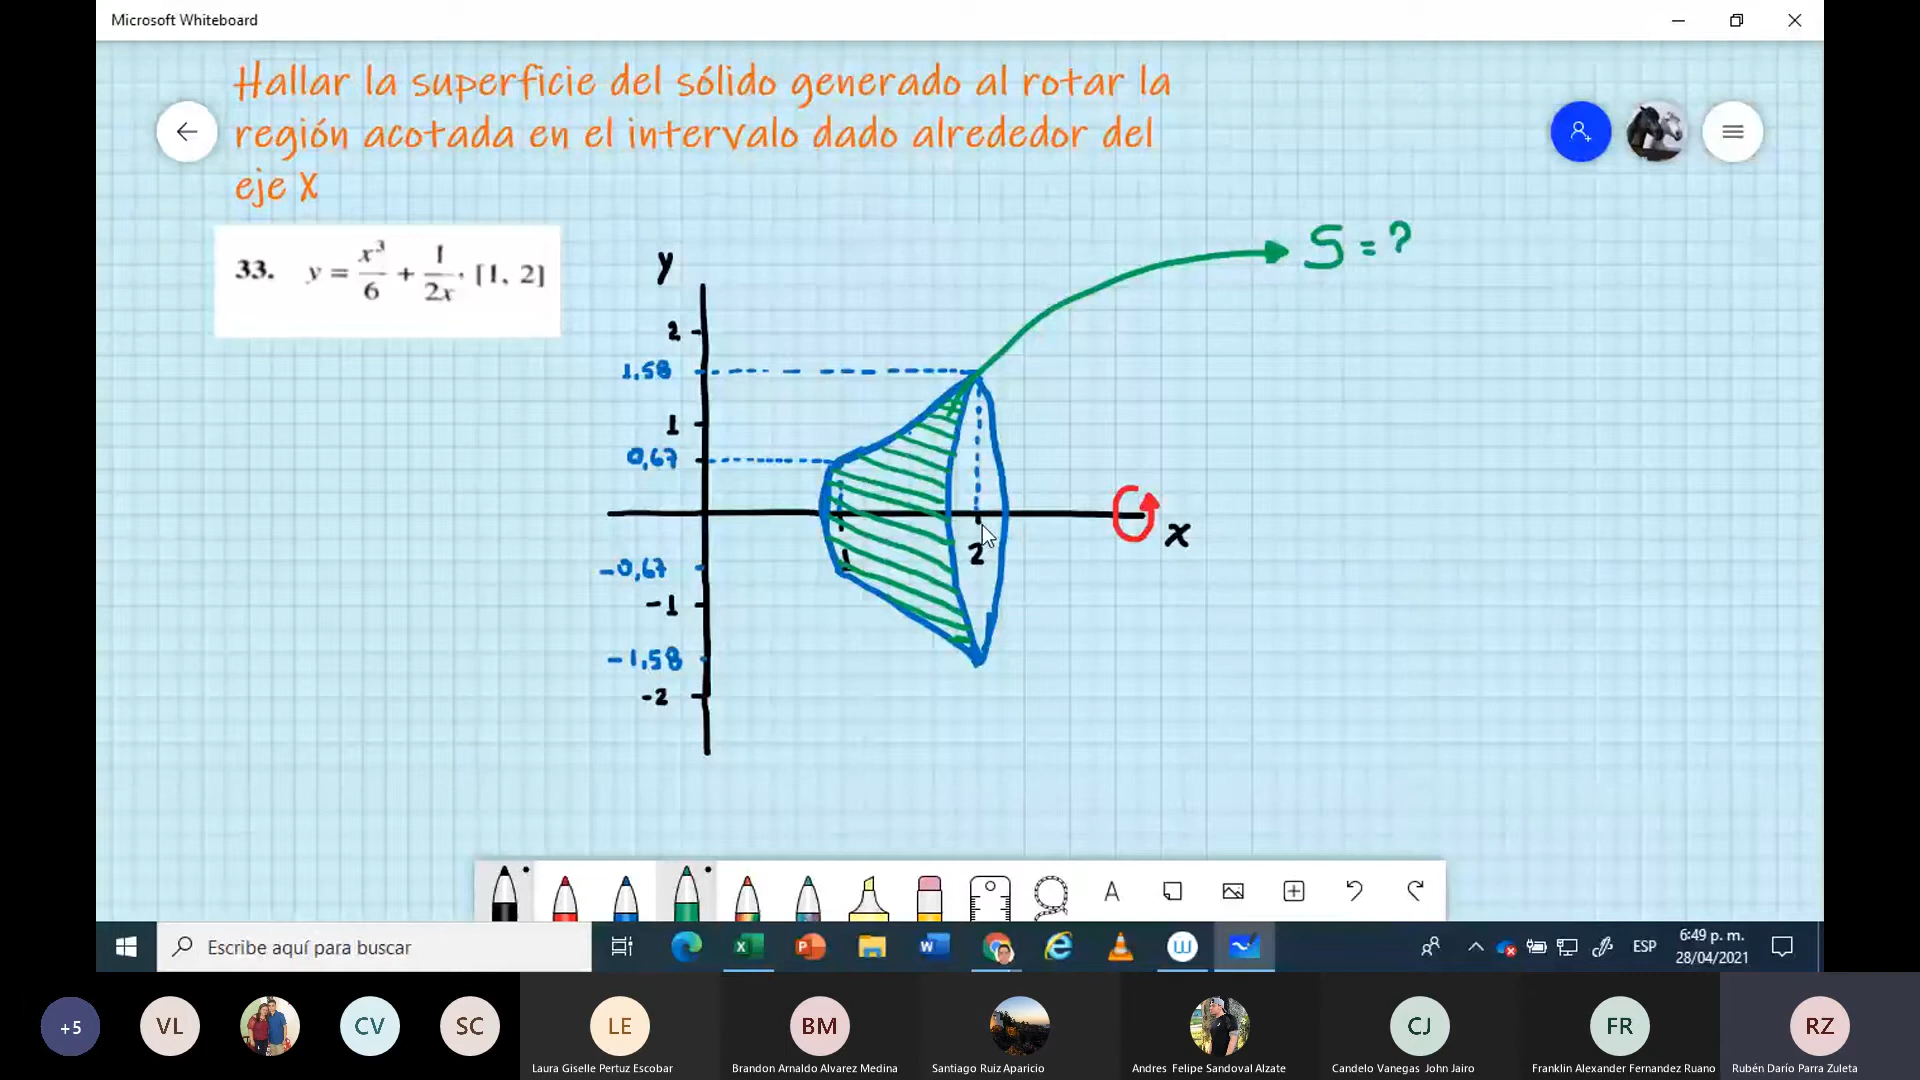 Microsoft Whiteboard
Hallar la superficie del sólido generado al rotar la
región acotada en el intervalo dado alrededor del
eje X
33. y = x³/6 + 1/2x, [1, 2]
S = ?
y
2
1,58
1
0,67
x
1
2
-0,67
-1
-1,58
-2
A
Escribe aquí para buscar
ESP
6:49 p. m.
28/04/2021
+5
VL
CV
SC
LE
BM
CJ
FR
RZ
Laura Giselle Pertuz Escobar
Brandon Arnaldo Alvarez Medina
Santiago Ruiz Aparicio
Andres Felipe Sandoval Alzate
Candelo Vanegas John Jairo
Franklin Alexander Fernandez Ruano
Rubén Darío Parra Zuleta